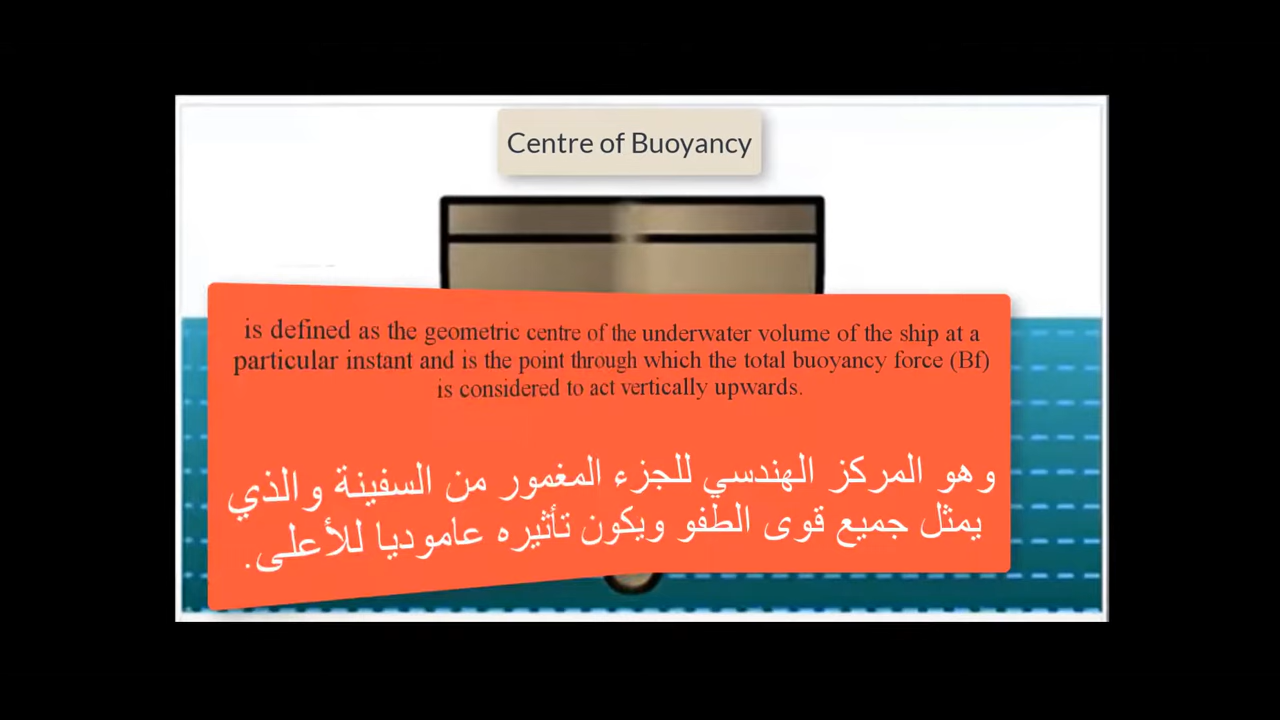 Centre of Buoyancy
is defined as the geometric centre of the underwater volume of the ship at a
particular instant and is the point through which the total buoyancy force (Bf)
is considered to act vertically upwards.
وهو المركز الهندسي للجزء المغمور من السفينة والذي
يمثل جميع قوى الطفو ويكون تأثيره عاموديا للأعلى.